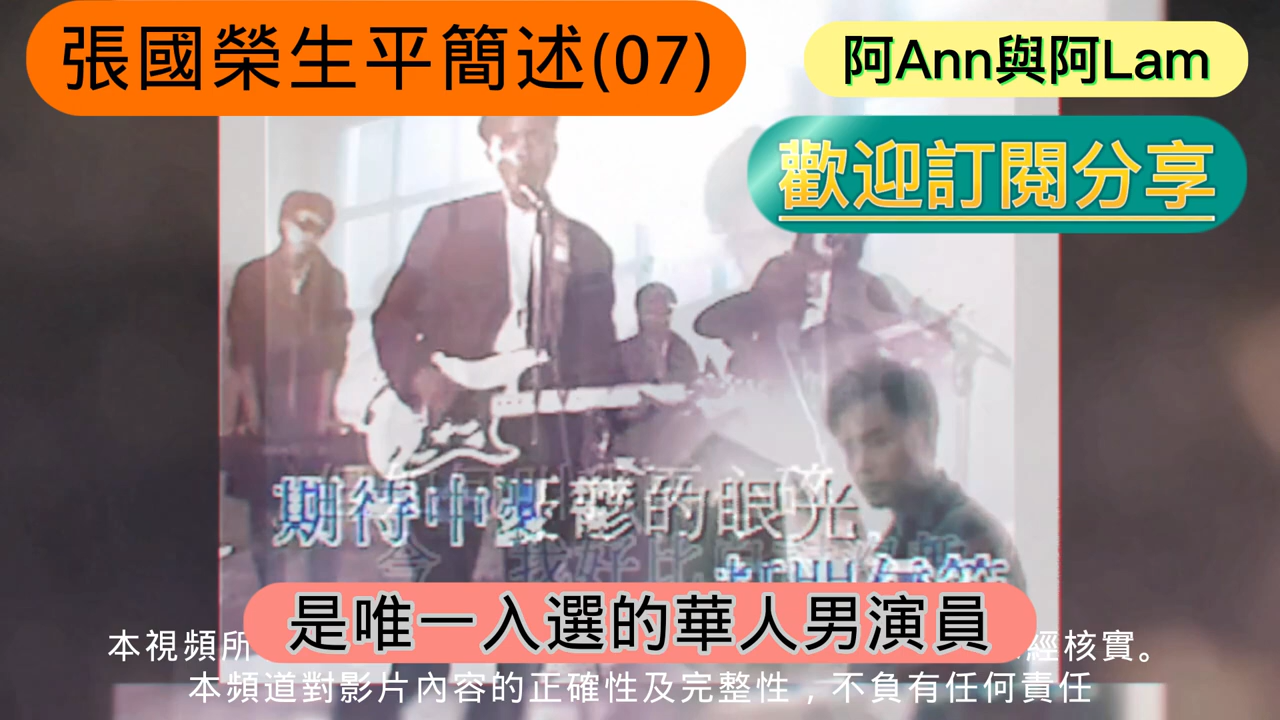 張國榮生平簡述(07)
阿Ann與阿Lam
歡迎訂閱分享
期待中憂鬱的眼光
是唯一入選的華人男演員
本視頻所 經核實。
本頻道對影片內容的正確性及完整性，不負有任何責任